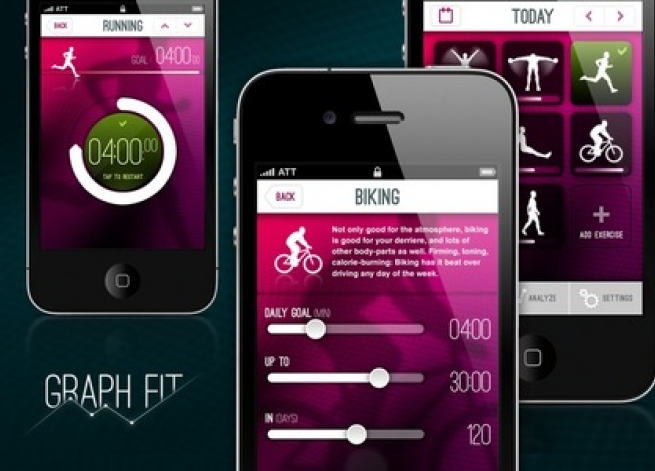 ATT
BACK
RUNNING
GOAL 04:00:00
04:00:00
TAP TO RESTART
GRAPH FIT
ATT
BACK
BIKING
Not only good for the atmosphere, biking
is good for your derriere, and lots of
other body-parts as well. Firming, toning,
calorie-burning: Biking has it beat over
driving any day of the week.
DAILY GOAL (MIN)
04:00
UP TO
30:00
IN (DAYS)
120
TODAY
ADD EXERCISE
ANALYZE
SETTINGS